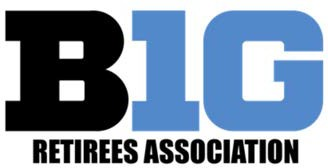 B1G
RETIREES ASSOCIATION